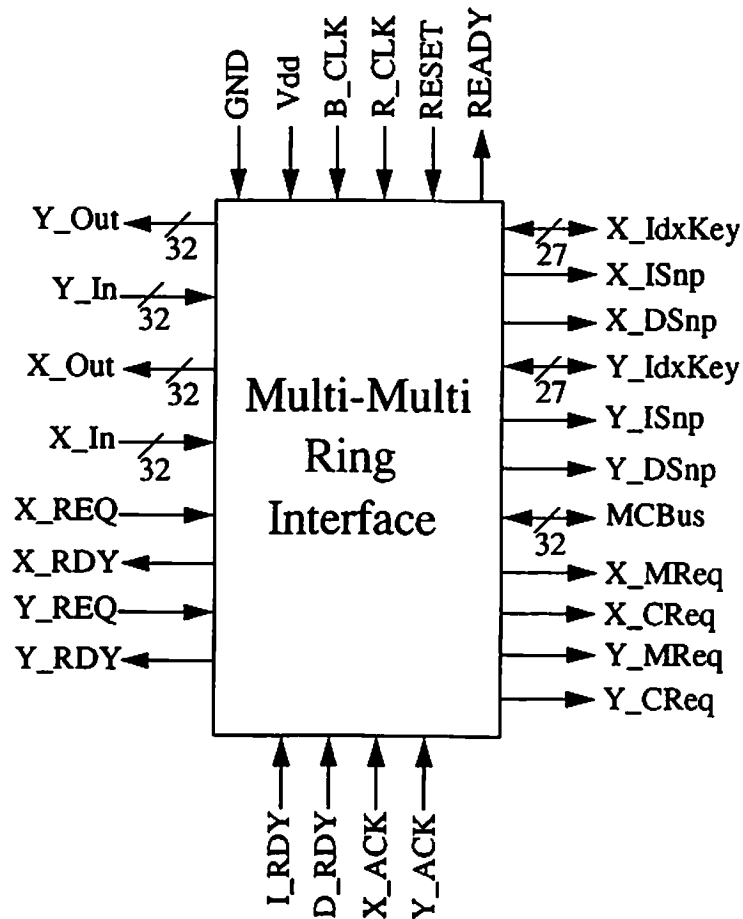 GND
Vdd
B_CLK
R_CLK
RESET
READY
Y_Out
32
Y_In
32
X_Out
32
X_In
32
X_REQ
X_RDY
Y_REQ
Y_RDY
Multi-Multi
Ring
Interface
X_IdxKey
27
X_ISnp
X_DSnp
Y_IdxKey
27
Y_ISnp
Y_DSnp
MCBus
32
X_MReq
X_CReq
Y_MReq
Y_CReq
I_RDY
D_RDY
X_ACK
Y_ACK